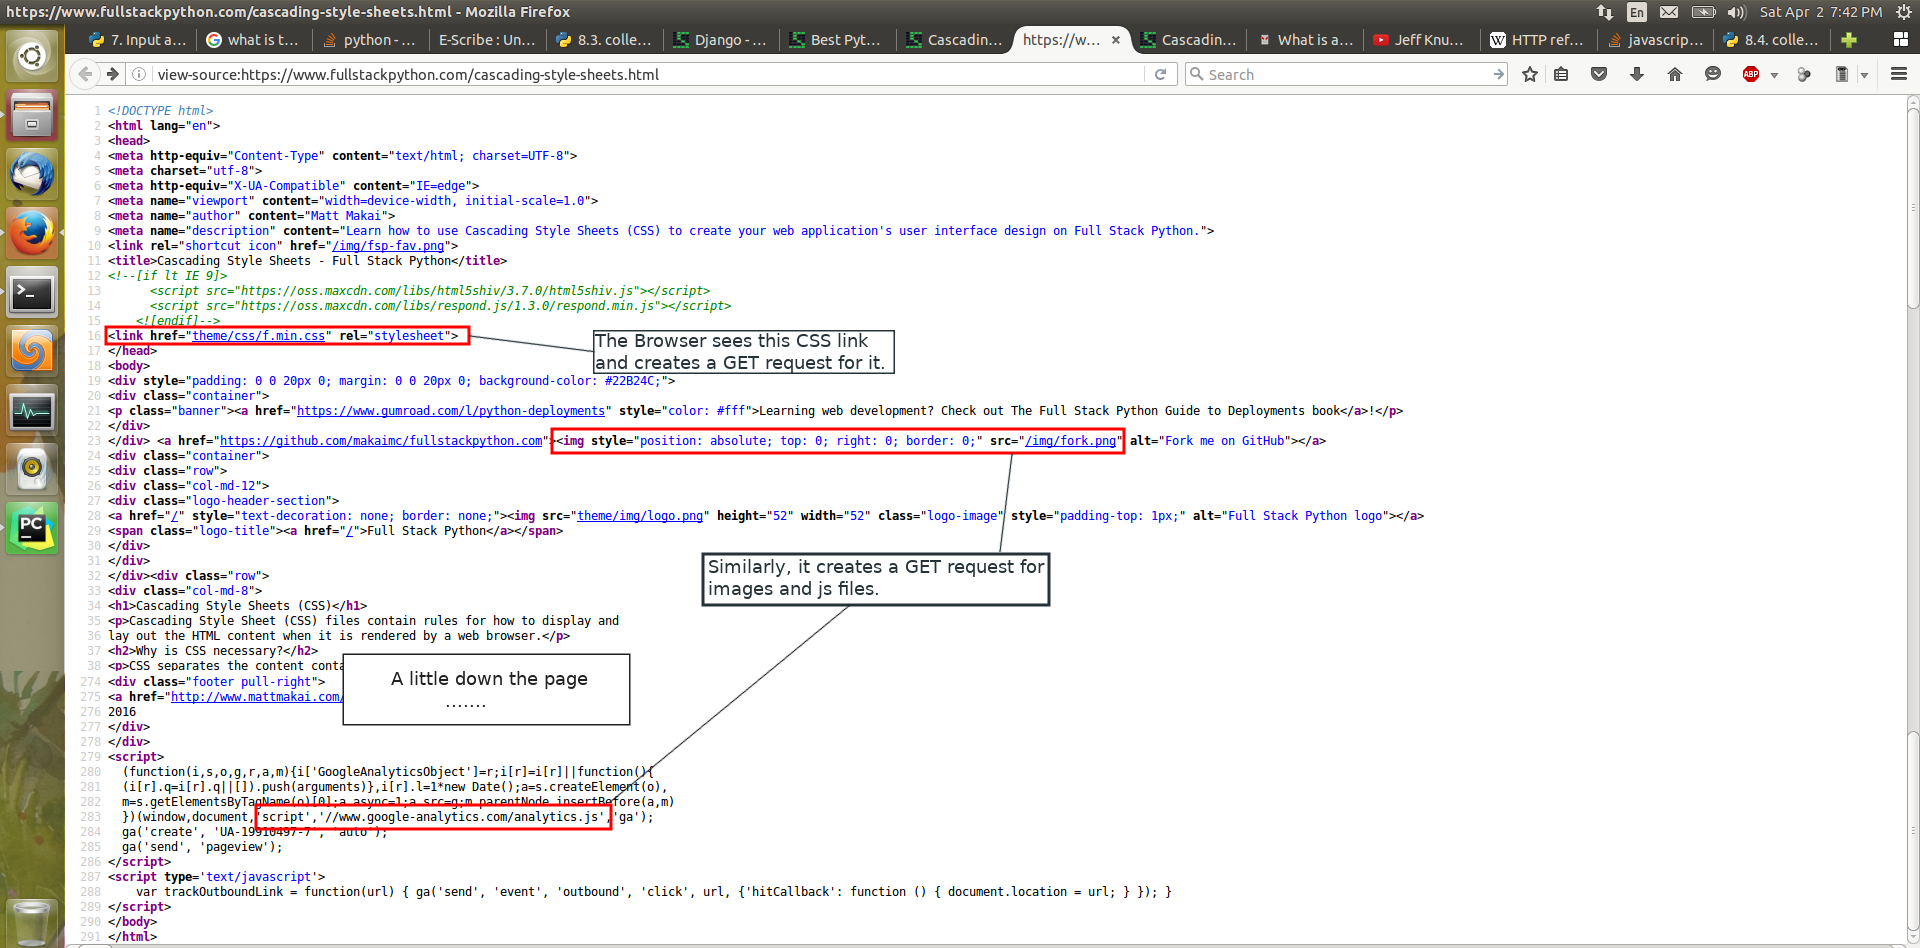 https://www.fullstackpython.com/cascading-style-sheets.html - Mozilla Firefox
En
Sat Apr 2 7:42 PM
7. Input a...
what is t...
python - ...
E-Scribe : Un...
8.3. colle...
Django - ...
Best Pyt...
Cascadin...
https://w...
Cascadin...
What is a...
Jeff Knu...
HTTP ref...
javascrip...
8.4. colle...
view-source:https://www.fullstackpython.com/cascading-style-sheets.html
Search
ABP
1 <!DOCTYPE html>
2 <html lang="en">
3 <head>
4 <meta http-equiv="Content-Type" content="text/html; charset=UTF-8">
5 <meta charset="utf-8">
6 <meta http-equiv="X-UA-Compatible" content="IE=edge">
7 <meta name="viewport" content="width=device-width, initial-scale=1.0">
8 <meta name="author" content="Matt Makai">
9 <meta name="description" content="Learn how to use Cascading Style Sheets (CSS) to create your web application's user interface design on Full Stack Python.">
10 <link rel="shortcut icon" href="/img/fsp-fav.png">
11 <title>Cascading Style Sheets - Full Stack Python</title>
12 <!--[if lt IE 9]>
13 <script src="https://oss.maxcdn.com/libs/html5shiv/3.7.0/html5shiv.js"></script>
14 <script src="https://oss.maxcdn.com/libs/respond.js/1.3.0/respond.min.js"></script>
15 <![endif]-->
16 <link href="theme/css/f.min.css" rel="stylesheet">
The Browser sees this CSS link
and creates a GET request for it.
17 </head>
18 <body>
19 <div style="padding: 0 0 20px 0; margin: 0 0 20px 0; background-color: #22B24C;">
20 <div class="container">
21 <p class="banner"><a href="https://www.gumroad.com/l/python-deployments" style="color: #fff">Learning web development? Check out The Full Stack Python Guide to Deployments book</a>!</p>
22 </div>
23 </div> <a href="https://github.com/makaimc/fullstackpython.com"><img style="position: absolute; top: 0; right: 0; border: 0;" src="/img/fork.png" alt="Fork me on GitHub"></a>
24 <div class="container">
25 <div class="row">
26 <div class="col-md-12">
27 <div class="logo-header-section">
28 <a href="/" style="text-decoration: none; border: none;"><img src="theme/img/logo.png" height="52" width="52" class="logo-image" style="padding-top: 1px;" alt="Full Stack Python logo"></a>
29 <span class="logo-title"><a href="/">Full Stack Python</a></span>
30 </div>
31 </div>
32 </div><div class="row">
33 <div class="col-md-8">
Similarly, it creates a GET request for
images and js files.
34 <h1>Cascading Style Sheets (CSS)</h1>
35 <p>Cascading Style Sheet (CSS) files contain rules for how to display and
36 lay out the HTML content when it is rendered by a web browser.</p>
37 <h2>Why is CSS necessary?</h2>
38 <p>CSS separates the content conta
A little down the page
.......
274 <div class="footer pull-right">
275 <a href="http://www.mattmakai.com/
276 2016
277 </div>
278 </div>
279 <script>
280 (function(i,s,o,g,r,a,m){i['GoogleAnalyticsObject']=r;i[r]=i[r]||function(){
281 (i[r].q=i[r].q||[]).push(arguments)},i[r].l=1*new Date();a=s.createElement(o),
282 m=s.getElementsByTagName(o)[0];a.async=1;a.src=g;m.parentNode.insertBefore(a,m)
283 })(window,document,'script','//www.google-analytics.com/analytics.js','ga');
284 ga('create', 'UA-19910497-7', 'auto');
285 ga('send', 'pageview');
286 </script>
287 <script type='text/javascript'>
288 var trackOutboundLink = function(url) { ga('send', 'event', 'outbound', 'click', url, {'hitCallback': function () { document.location = url; } }); }
289 </script>
290 </body>
291 </html>
PC